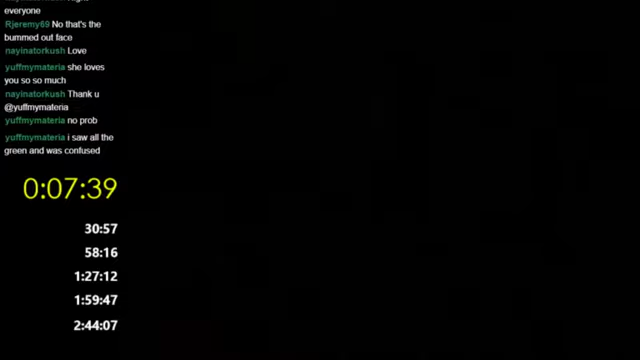 everyone
Rjeremy69 No that's the
bummed out face
nayinatorkush Love
yuffmymateria she loves
you so so much
nayinatorkush Thank u
@yuffmymateria
yuffmymateria no prob
yuffmymateria i saw all the
green and was confused
0:07:39
30:57
58:16
1:27:12
1:59:47
2:44:07